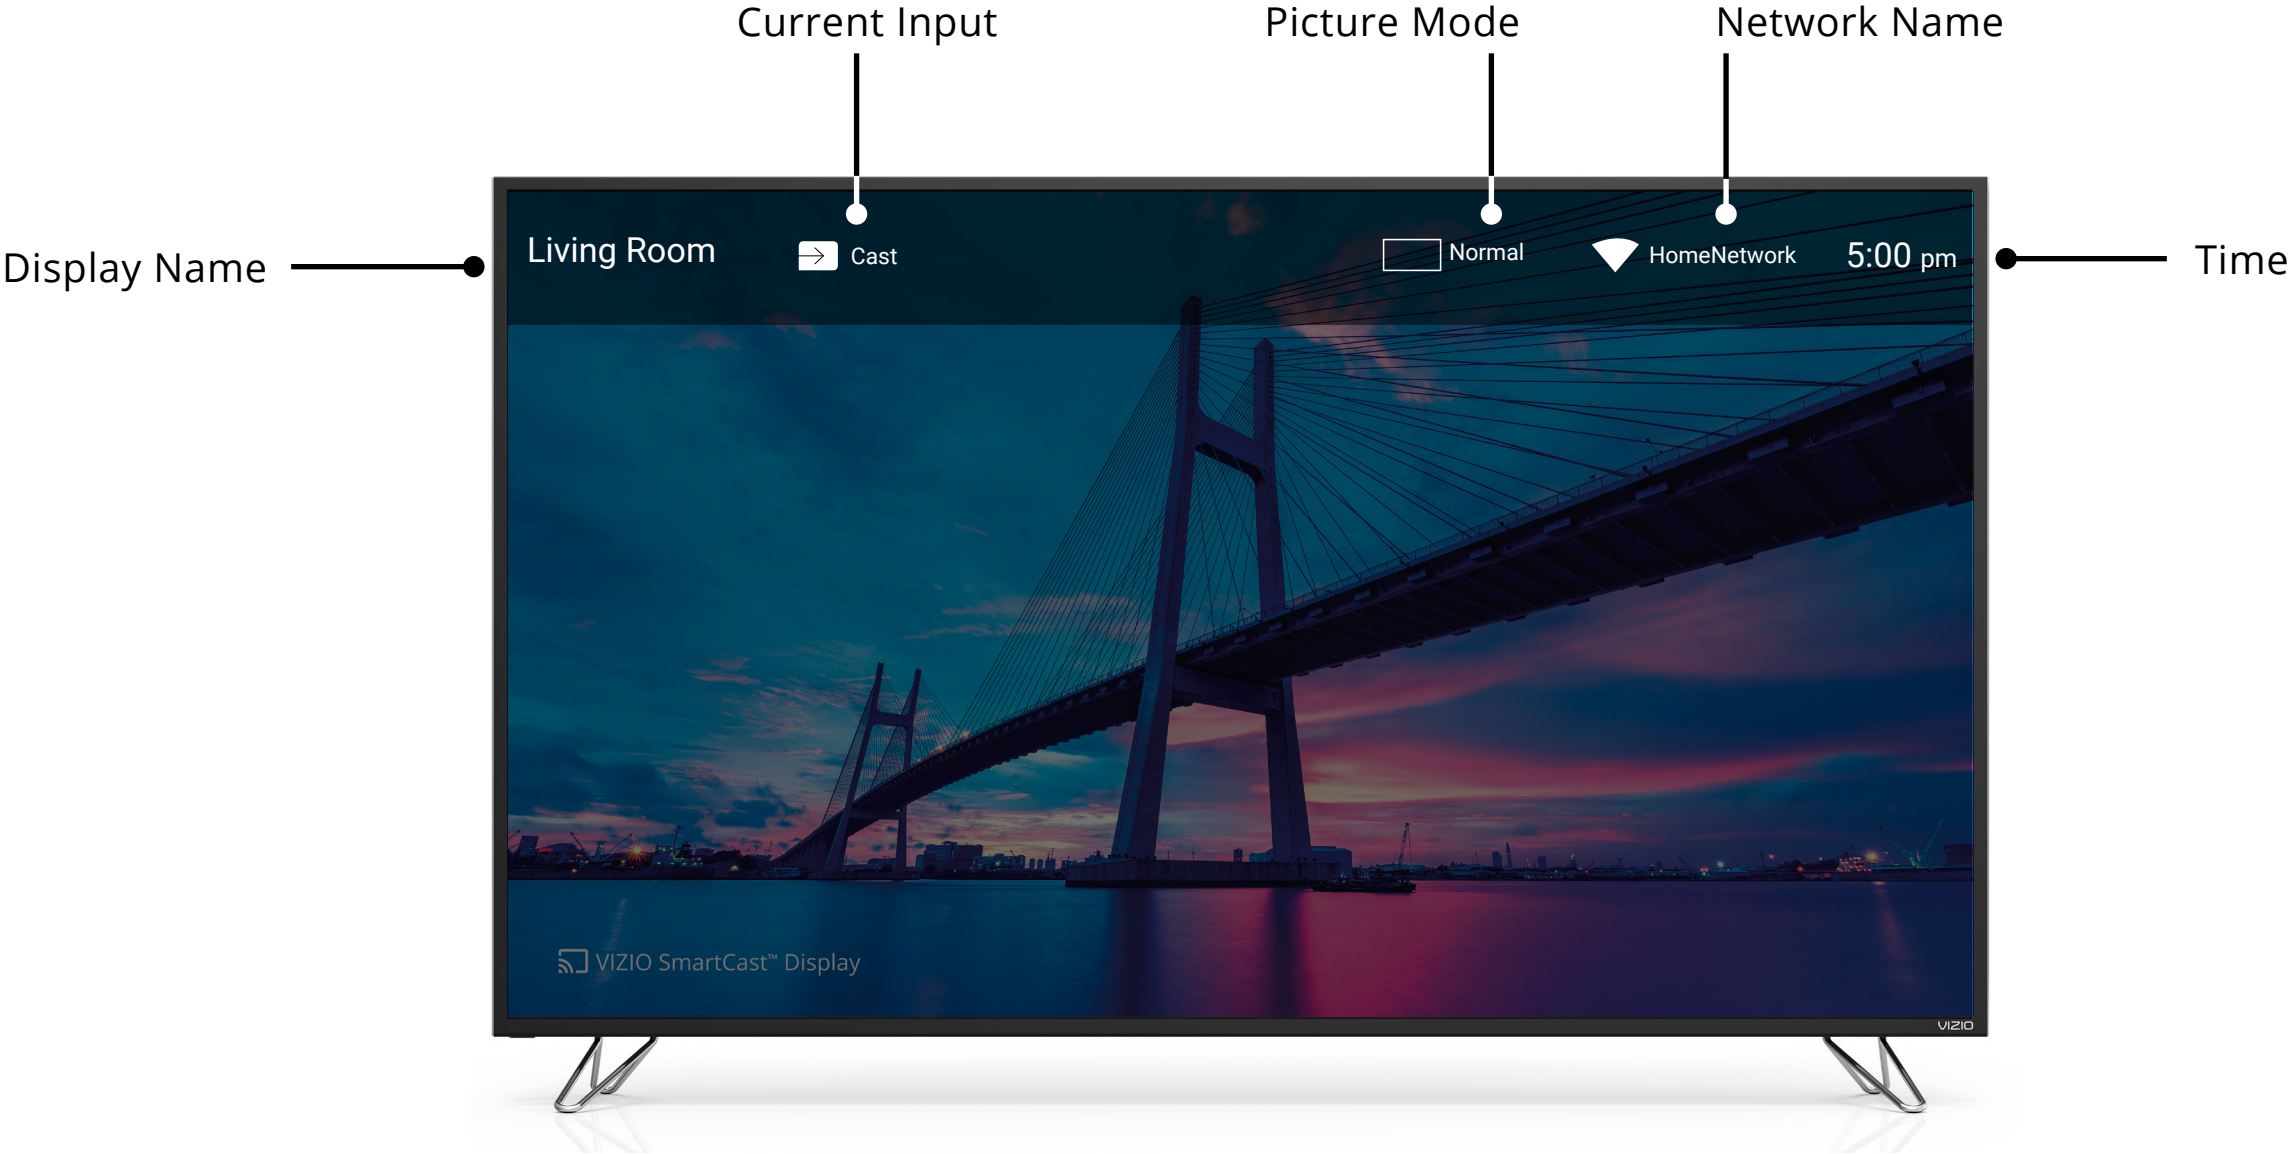 Current Input
Picture Mode
Network Name
Display Name
Living Room
Cast
Normal
HomeNetwork
5:00 pm
Time
VIZIO SmartCast™ Display
VIZIO